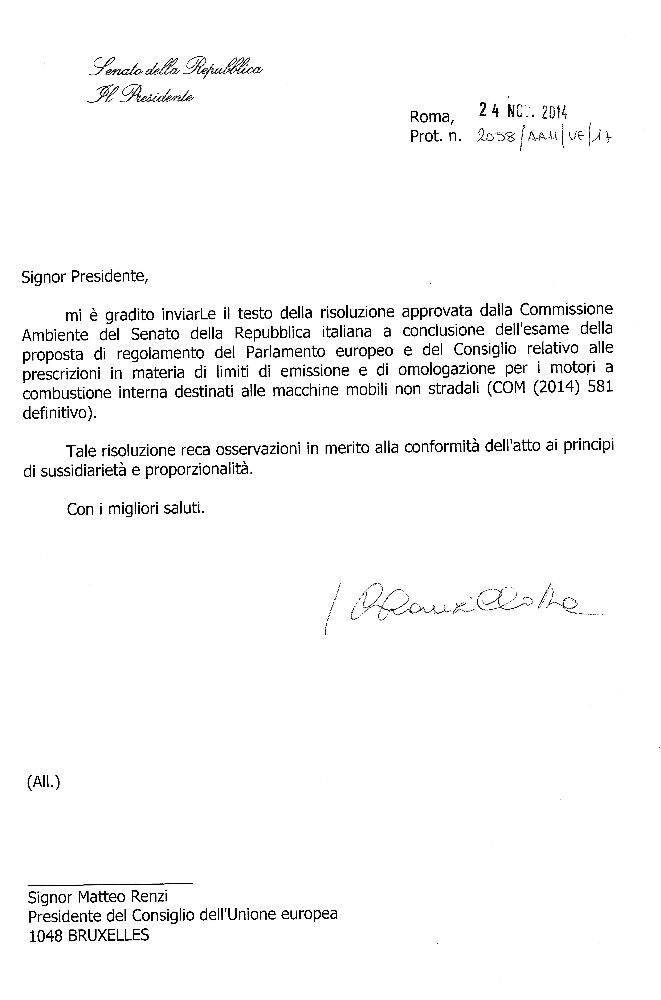 Senato della Repubblica
Il Presidente
Roma, 24 NOV. 2014
Prot. n. 2058/AAU/UE/17
Signor Presidente,
mi è gradito inviarLe il testo della risoluzione approvata dalla Commissione
Ambiente del Senato della Repubblica italiana a conclusione dell'esame della
proposta di regolamento del Parlamento europeo e del Consiglio relativo alle
prescrizioni in materia di limiti di emissione e di omologazione per i motori a
combustione interna destinati alle macchine mobili non stradali (COM (2014) 581
definitivo).
Tale risoluzione reca osservazioni in merito alla conformità dell'atto ai principi
di sussidiarietà e proporzionalità.
Con i migliori saluti.
(All.)
Signor Matteo Renzi
Presidente del Consiglio dell'Unione europea
1048 BRUXELLES